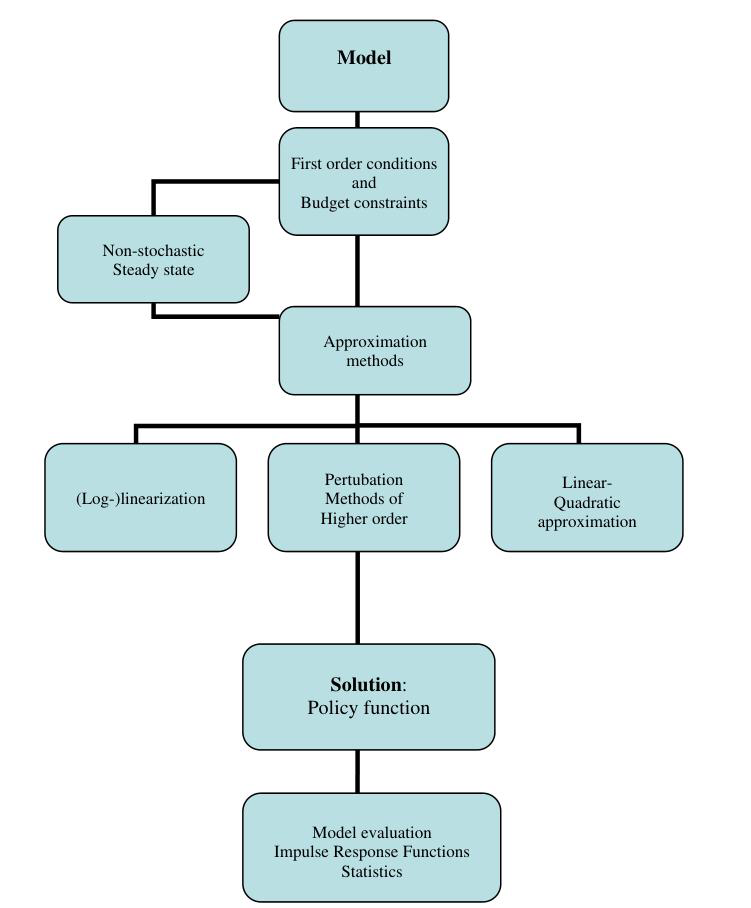 Model
First order conditions
and
Budget constraints
Non-stochastic
Steady state
Approximation
methods
(Log-)linearization
Pertubation
Methods of
Higher order
Linear-
Quadratic
approximation
Solution:
Policy function
Model evaluation
Impulse Response Functions
Statistics